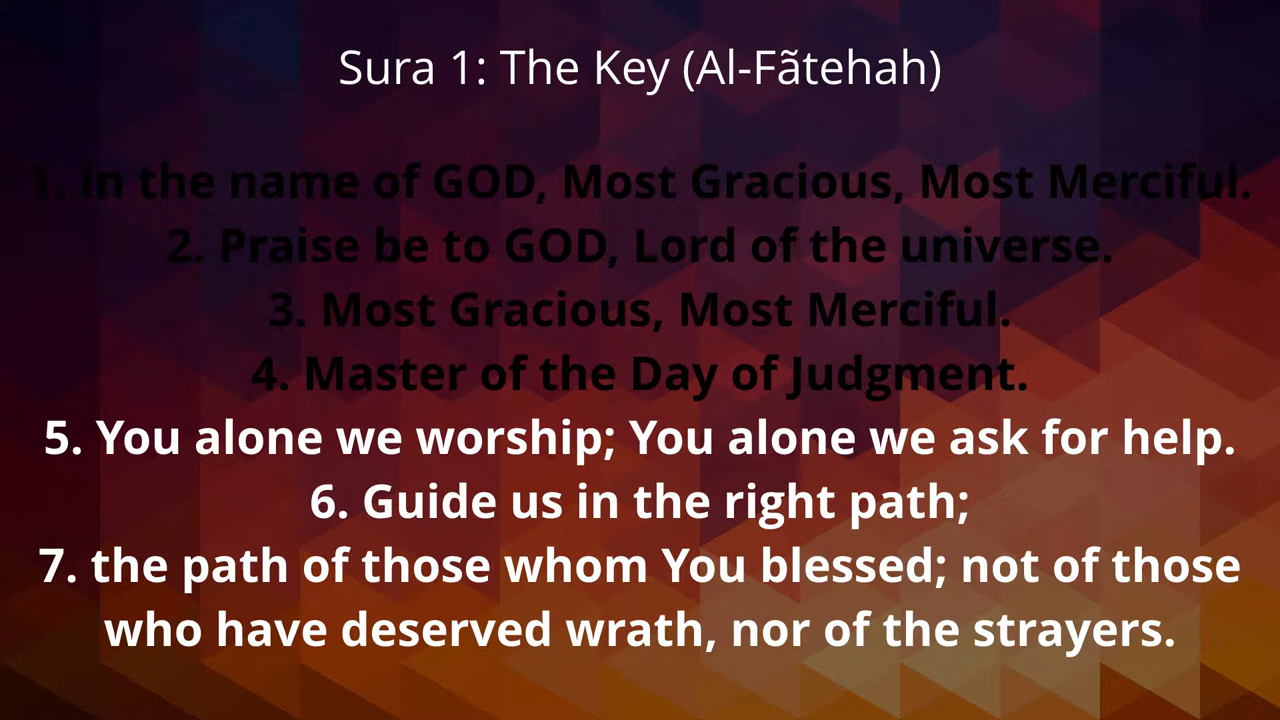 Sura 1: The Key (Al-Fãtehah)
1. In the name of GOD, Most Gracious, Most Merciful.
2. Praise be to GOD, Lord of the universe.
3. Most Gracious, Most Merciful.
4. Master of the Day of Judgment.
5. You alone we worship; You alone we ask for help.
6. Guide us in the right path;
7. the path of those whom You blessed; not of those
who have deserved wrath, nor of the strayers.